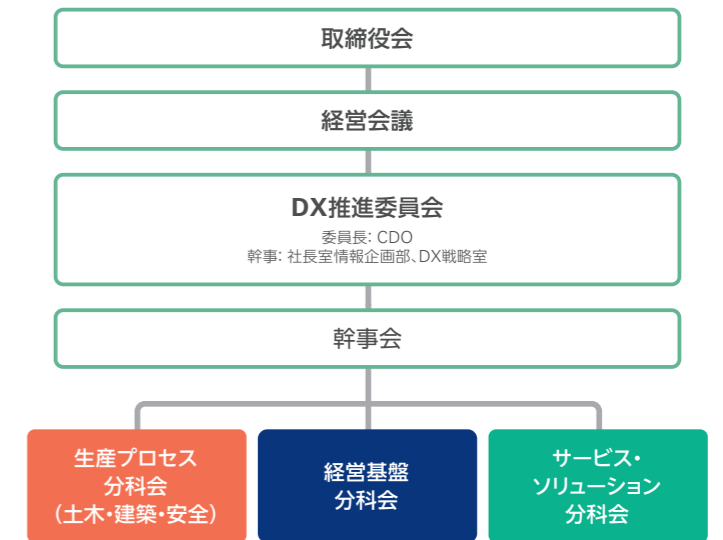 取締役会
経営会議
DX推進委員会
委員長: CDO
幹事: 社長室情報企画部、DX戦略室
幹事会
生産プロセス
分科会
(土木・建築・安全)
経営基盤
分科会
サービス・
ソリューション
分科会